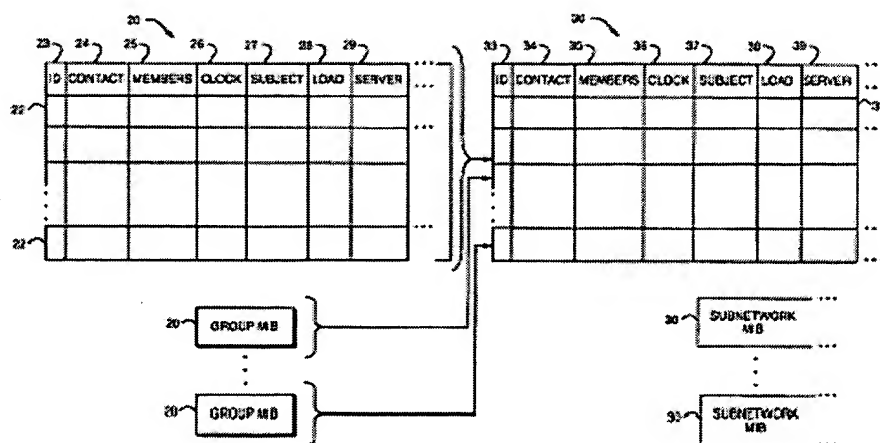 20 30
23 24 25 26 27 28 29 33 34 35 36 37 38 39
ID CONTACT MEMBERS CLOCK SUBJECT LOAD SERVER ID CONTACT MEMBERS CLOCK SUBJECT LOAD SERVER
22
22
20 GROUP MIB 30 SUBNETWORK
MIB
20 GROUP MIB 30 SUBNETWORK
MIB